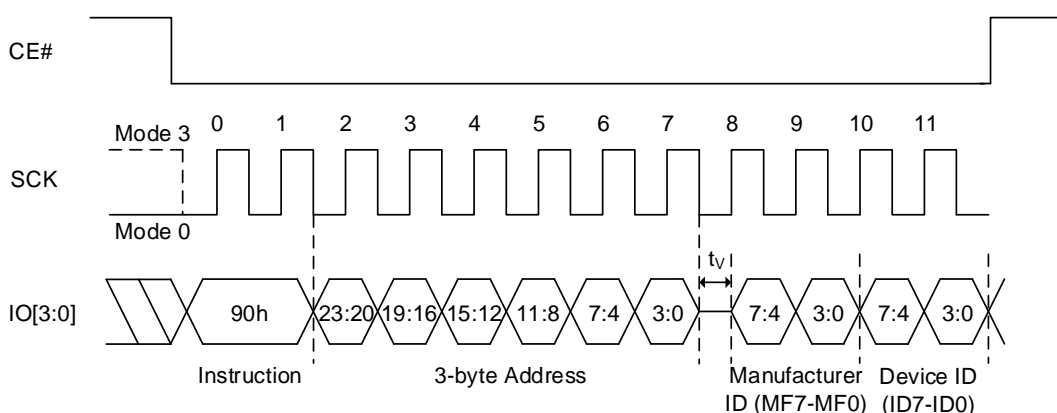 CE#
0 1 2 3 4 5 6 7 8 9 10 11
Mode 3
SCK
Mode 0
tV
IO[3:0]
90h 23:20 19:16 15:12 11:8 7:4 3:0 7:4 3:0 7:4 3:0
Instruction 3-byte Address Manufacturer Device ID
ID (MF7-MF0) (ID7-ID0)